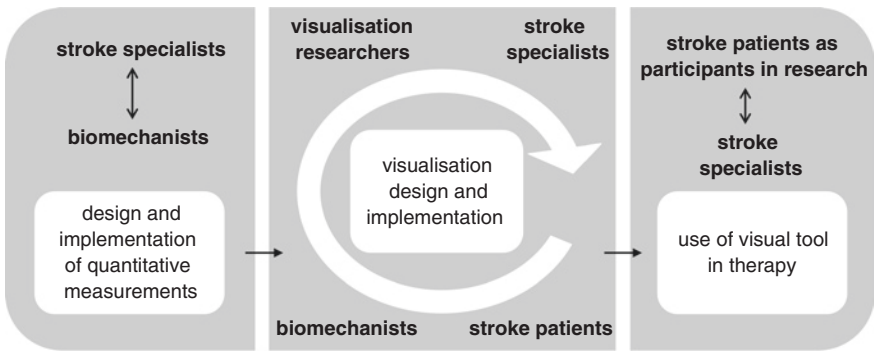 stroke specialists
biomechanists
design and
implementation
of quantitative
measurements
visualisation
researchers
stroke
specialists
visualisation
design and
implementation
biomechanists
stroke patients
stroke patients as
participants in research
stroke
specialists
use of visual tool
in therapy